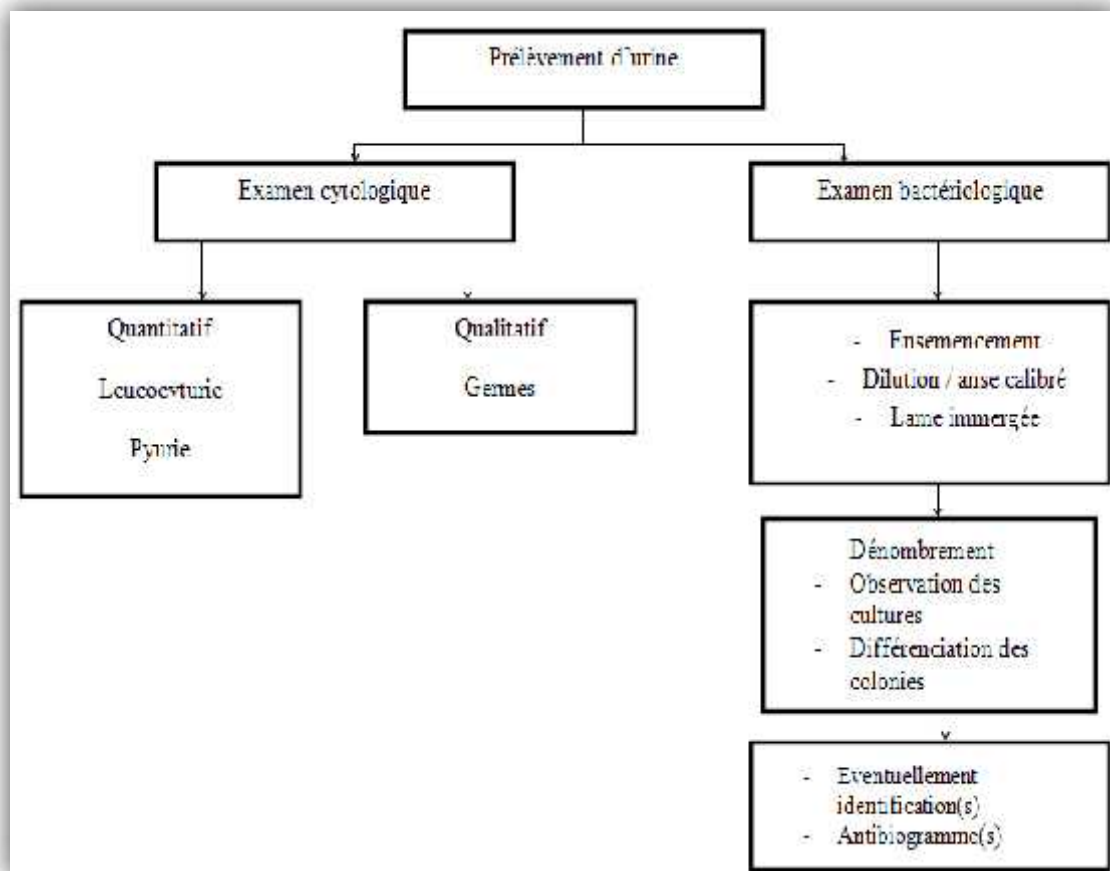 Prélèvement d'urine
Examen cytologique
Examen bactériologique
Quantitatif
Leucocyturie
Pyurie
Qualitatif
Germes
- Ensemencement
- Dilution / anse calibré
- Lame immergée
Dénombrement
- Observation des
cultures
- Différenciation des
colonies
- Eventuellement
identification(s)
- Antibiogramme(s)